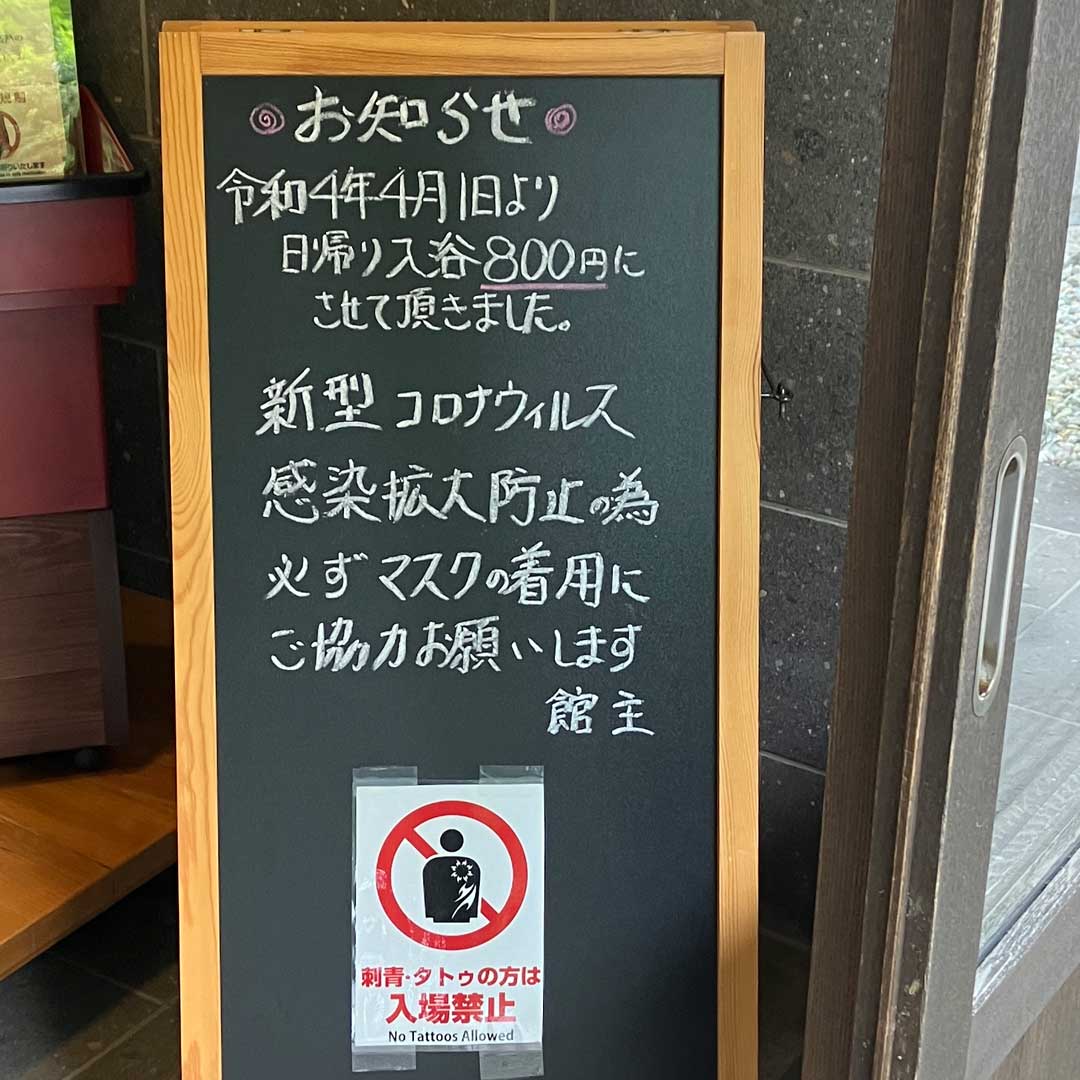 お知らせ
令和4年4月1日より
日帰り入浴800円に
させて頂きました。
新型コロナウィルス
感染拡大防止の為
必ずマスクの着用に
ご協力お願いします
館主
刺青・タトゥの方は
入場禁止
No Tattoos Allowed